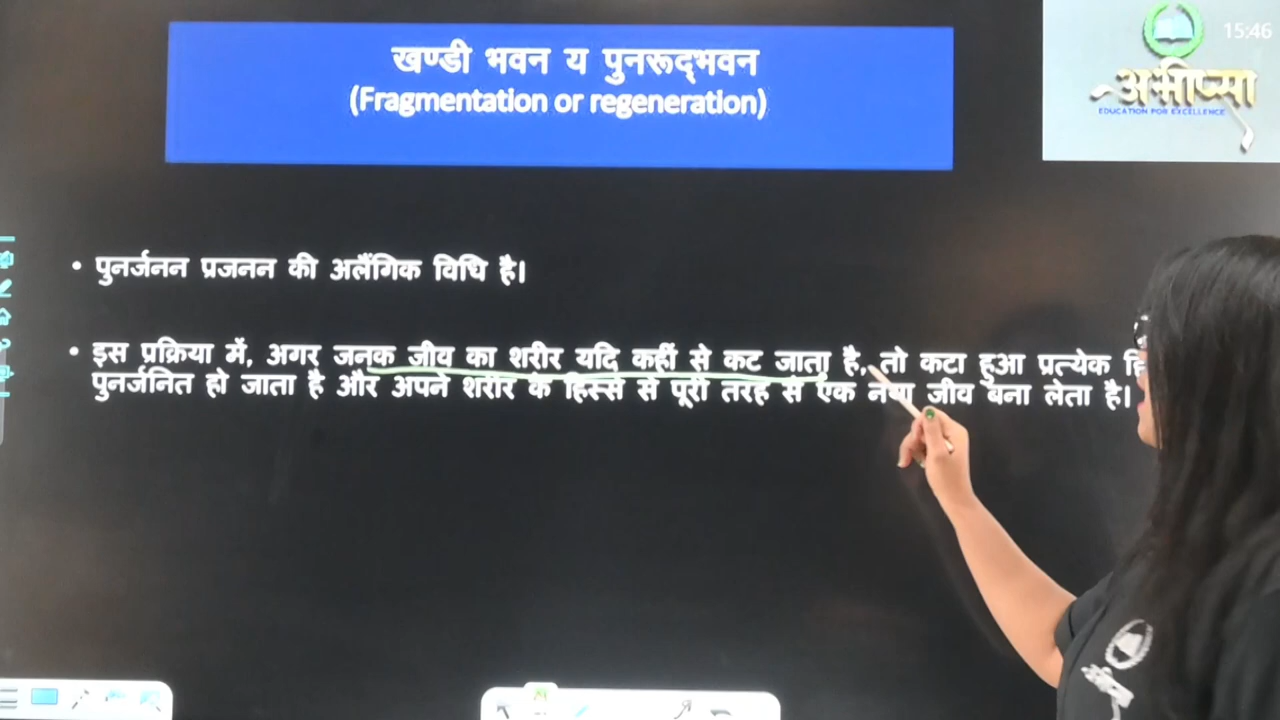 खण्डी भवन य पुनरूद्भवन
(Fragmentation or regeneration)
15:46
अभीप्सा
EDUCATION FOR EXCELLENCE
• पुनर्जनन प्रजनन की अलैंगिक विधि है।
• इस प्रक्रिया में, अगर जनक जीव का शरीर यदि कहीं से कट जाता है, तो कटा हुआ प्रत्येक
पुनर्जनित हो जाता है और अपने शरीर के हिस्से से पूरी तरह से एक नया जीव बना लेता है।